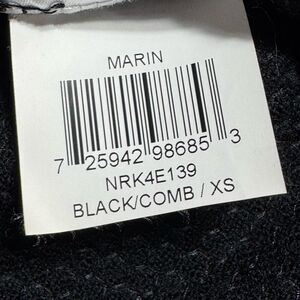 MARIN
7 25942 98685 3
NRK4E139
BLACK/COMB / XS